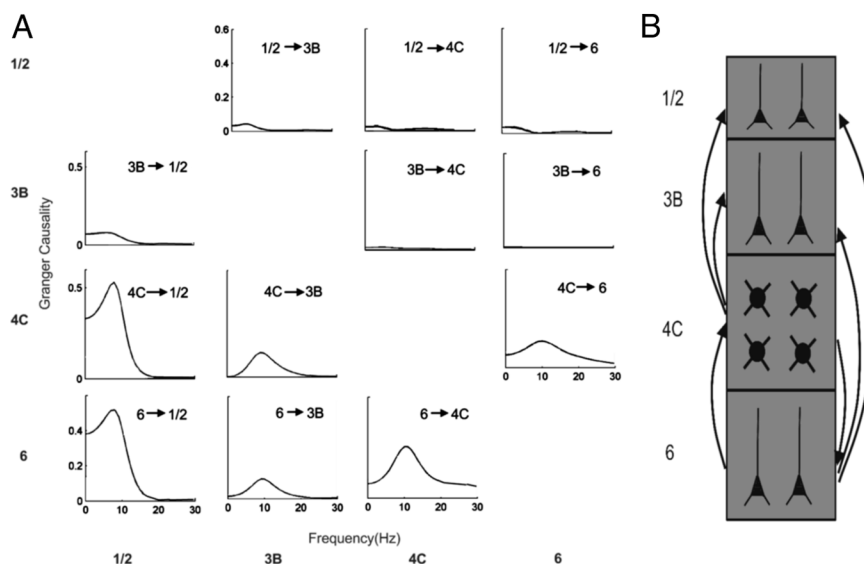 A
B
1/2
0.6
0.4
0.2
0
1/2→3B
1/2→4C
1/2→6
1/2
3B
0.5
0
3B→1/2
3B→4C
3B→6
3B
Granger Causality
4C
0.5
0
4C→1/2
4C→3B
4C→6
0 10 20 30
4C
6
0.4
0.2
0
6→1/2
6→3B
6→4C
6
0 10 20 30
0 10 20 30
0 10 20 30
Frequency(Hz)
1/2 3B 4C 6